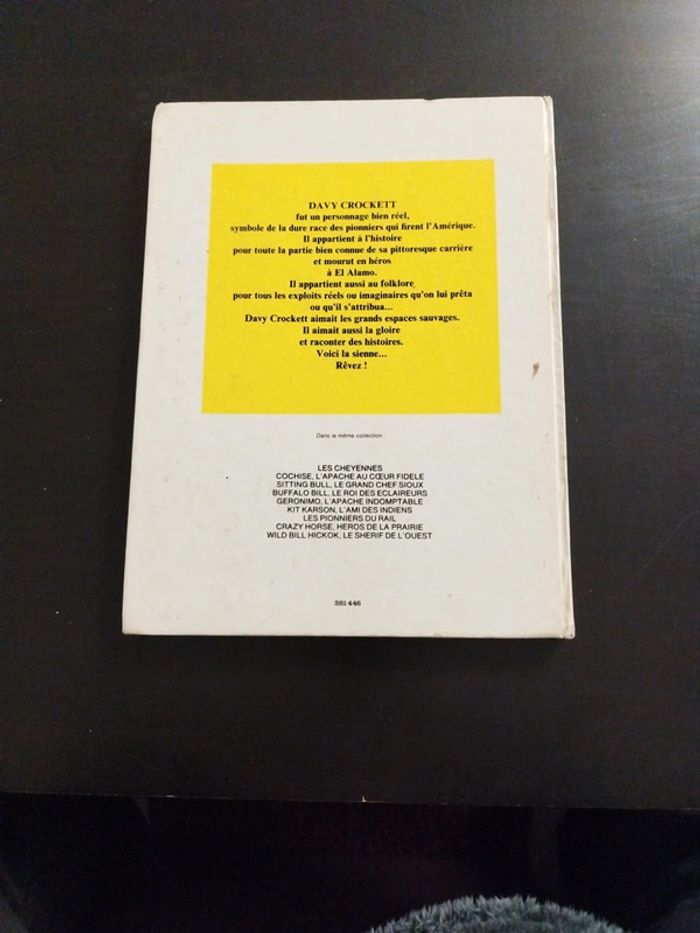 DAVY CROCKETT
fut un personnage bien réel,
symbole de la dure race des pionniers qui firent l'Amérique.
Il appartient à l'histoire
pour toute la partie bien connue de sa pittoresque carrière
et mourut en héros
à El Alamo.
Il appartient aussi au folklore
pour tous les exploits réels ou imaginaires qu'on lui prêta
ou qu'il s'attribua...
Davy Crockett aimait les grands espaces sauvages.
Il aimait aussi la gloire
et raconter des histoires.
Voici la sienne...
Rêvez !
Dans la même collection :
LES CHEYENNES
COCHISE, L'APACHE AU CŒUR FIDELE
SITTING BULL, LE GRAND CHEF SIOUX
BUFFALO BILL, LE ROI DES ECLAIREURS
GERONIMO, L'APACHE INDOMPTABLE
KIT KARSON, L'AMI DES INDIENS
LES PIONNIERS DU RAIL
CRAZY HORSE, HEROS DE LA PRAIRIE
WILD BILL HICKOK, LE SHERIF DE L'OUEST
281446